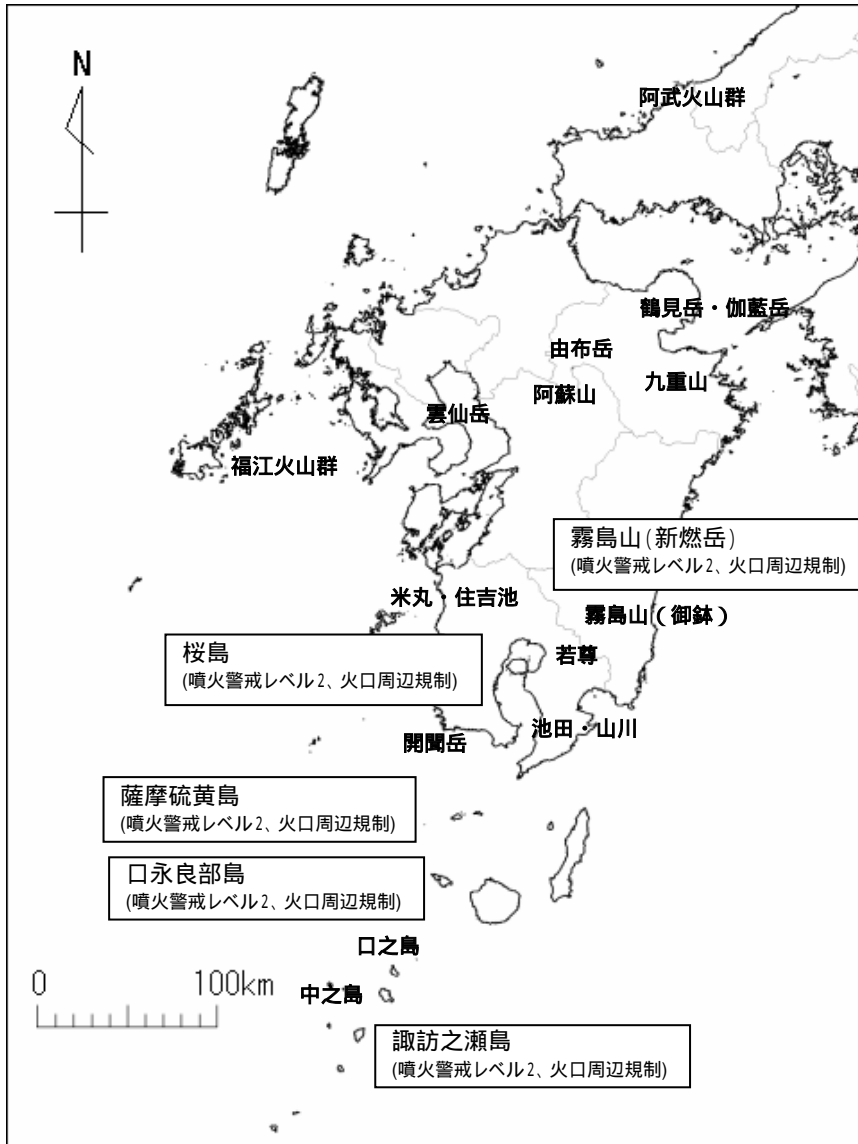 N
阿武火山群
鶴見岳・伽藍岳
由布岳
九重山
阿蘇山
雲仙岳
福江火山群
霧島山(新燃岳)
(噴火警戒レベル2、火口周辺規制)
米丸・住吉池
霧島山(御鉢)
桜島
(噴火警戒レベル2、火口周辺規制)
若尊
池田・山川
開聞岳
薩摩硫黄島
(噴火警戒レベル2、火口周辺規制)
口永良部島
(噴火警戒レベル2、火口周辺規制)
口之島
0 100km
中之島
諏訪之瀬島
(噴火警戒レベル2、火口周辺規制)